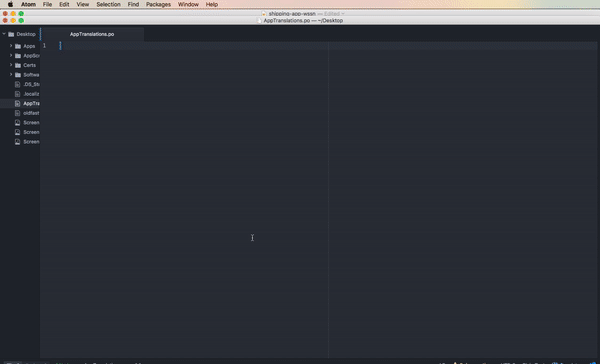 Atom File Edit View Selection Find Packages Window Help
shipping-app-wssn — Edited
AppTranslations.po — ~/Desktop
Desktop
AppTranslations.po
1
Apps
AppSo
Certs
Softwa
.DS_St
.localiz
AppTra
oldfast
Screen
Screen
Screen